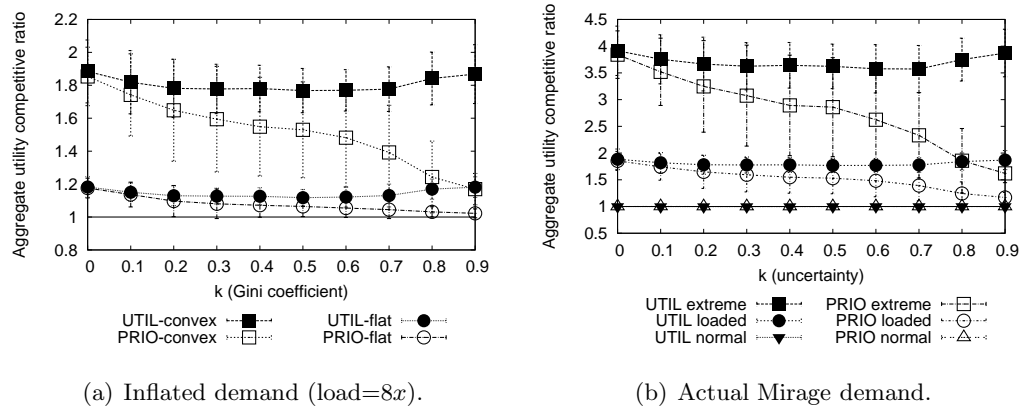 Aggregate utility competitive ratio
2.2
2
1.8
1.6
1.4
1.2
1
0.8
0 0.1 0.2 0.3 0.4 0.5 0.6 0.7 0.8 0.9
k (Gini coefficient)
UTIL-convex UTIL-flat
PRIO-convex PRIO-flat
(a) Inflated demand (load=8x).
Aggregate utility competitive ratio
4.5
4
3.5
3
2.5
2
1.5
1
0.5
0 0.1 0.2 0.3 0.4 0.5 0.6 0.7 0.8 0.9
k (uncertainty)
UTIL extreme PRIO extreme
UTIL loaded PRIO loaded
UTIL normal PRIO normal
(b) Actual Mirage demand.